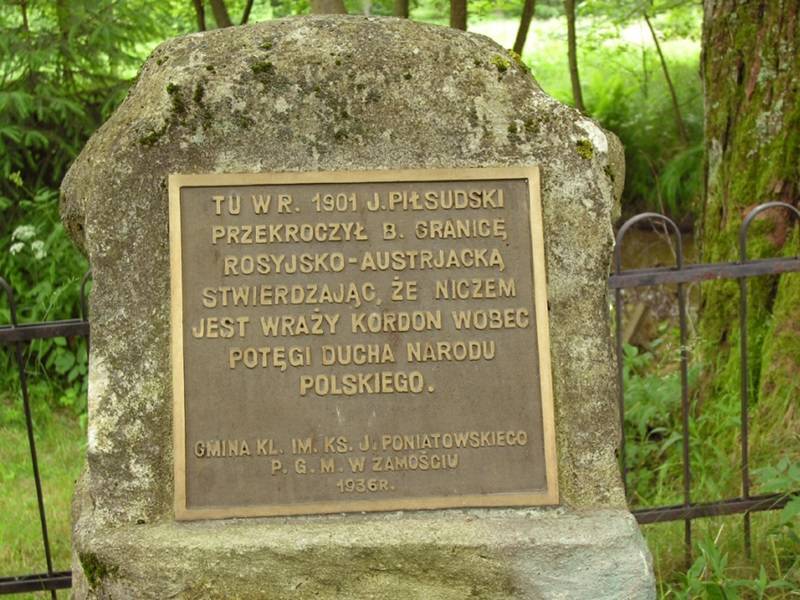 TU W R. 1901 J. PIŁSUDSKI
PRZEKROCZYŁ B. GRANICĘ
ROSYJSKO-AUSTRJACKĄ
STWIERDZAJĄC, ŻE NICZEM
JEST WRAŻY KORDON WOBEC
POTĘGI DUCHA NARODU
POLSKIEGO.
GMINA KL. IM. KS. J. PONIATOWSKIEGO
P. G. M. W ZAMOŚCIU
1936R.